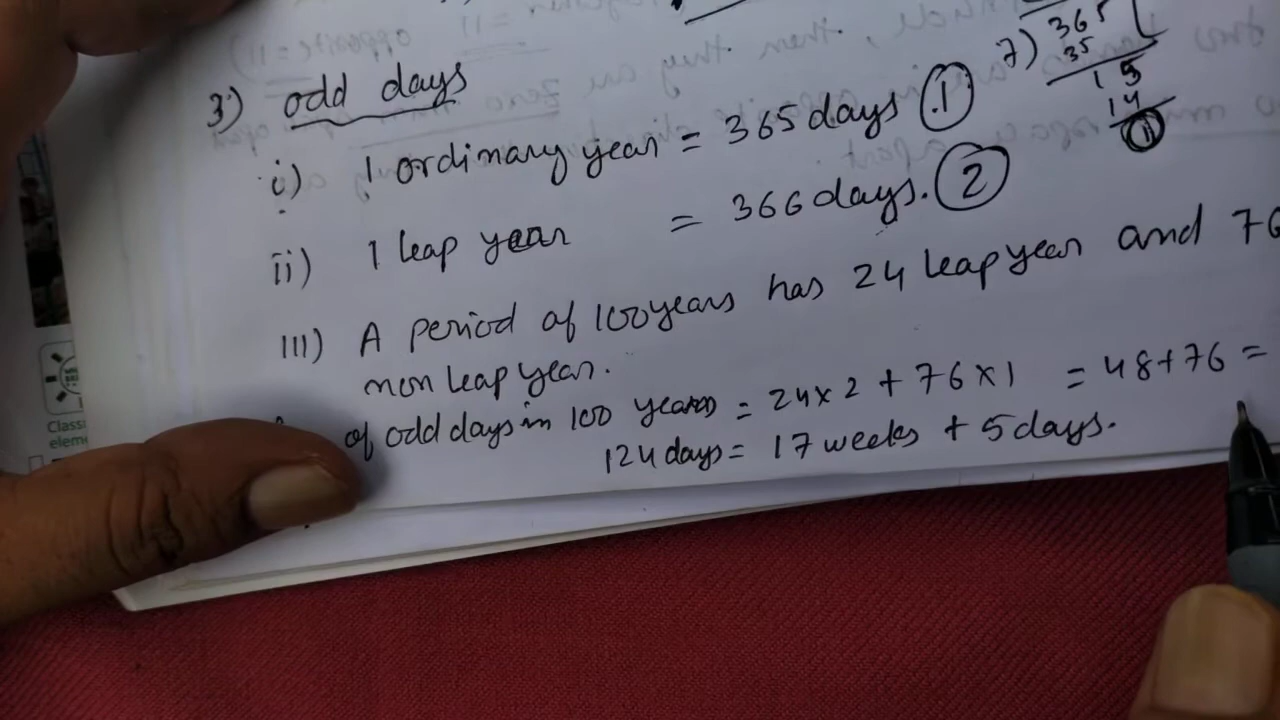 3) odd days
i) 1 ordinary year = 365 days (1)
7) 365
35
15
14
1
ii) 1 leap year = 366 days. (2)
III) A period of 100 years has 24 leap year and 76
non leap year.
of odd days in 100 years = 24 x 2 + 76 x 1 = 48 + 76 =
124 days = 17 weeks + 5 days.
Class
eleme